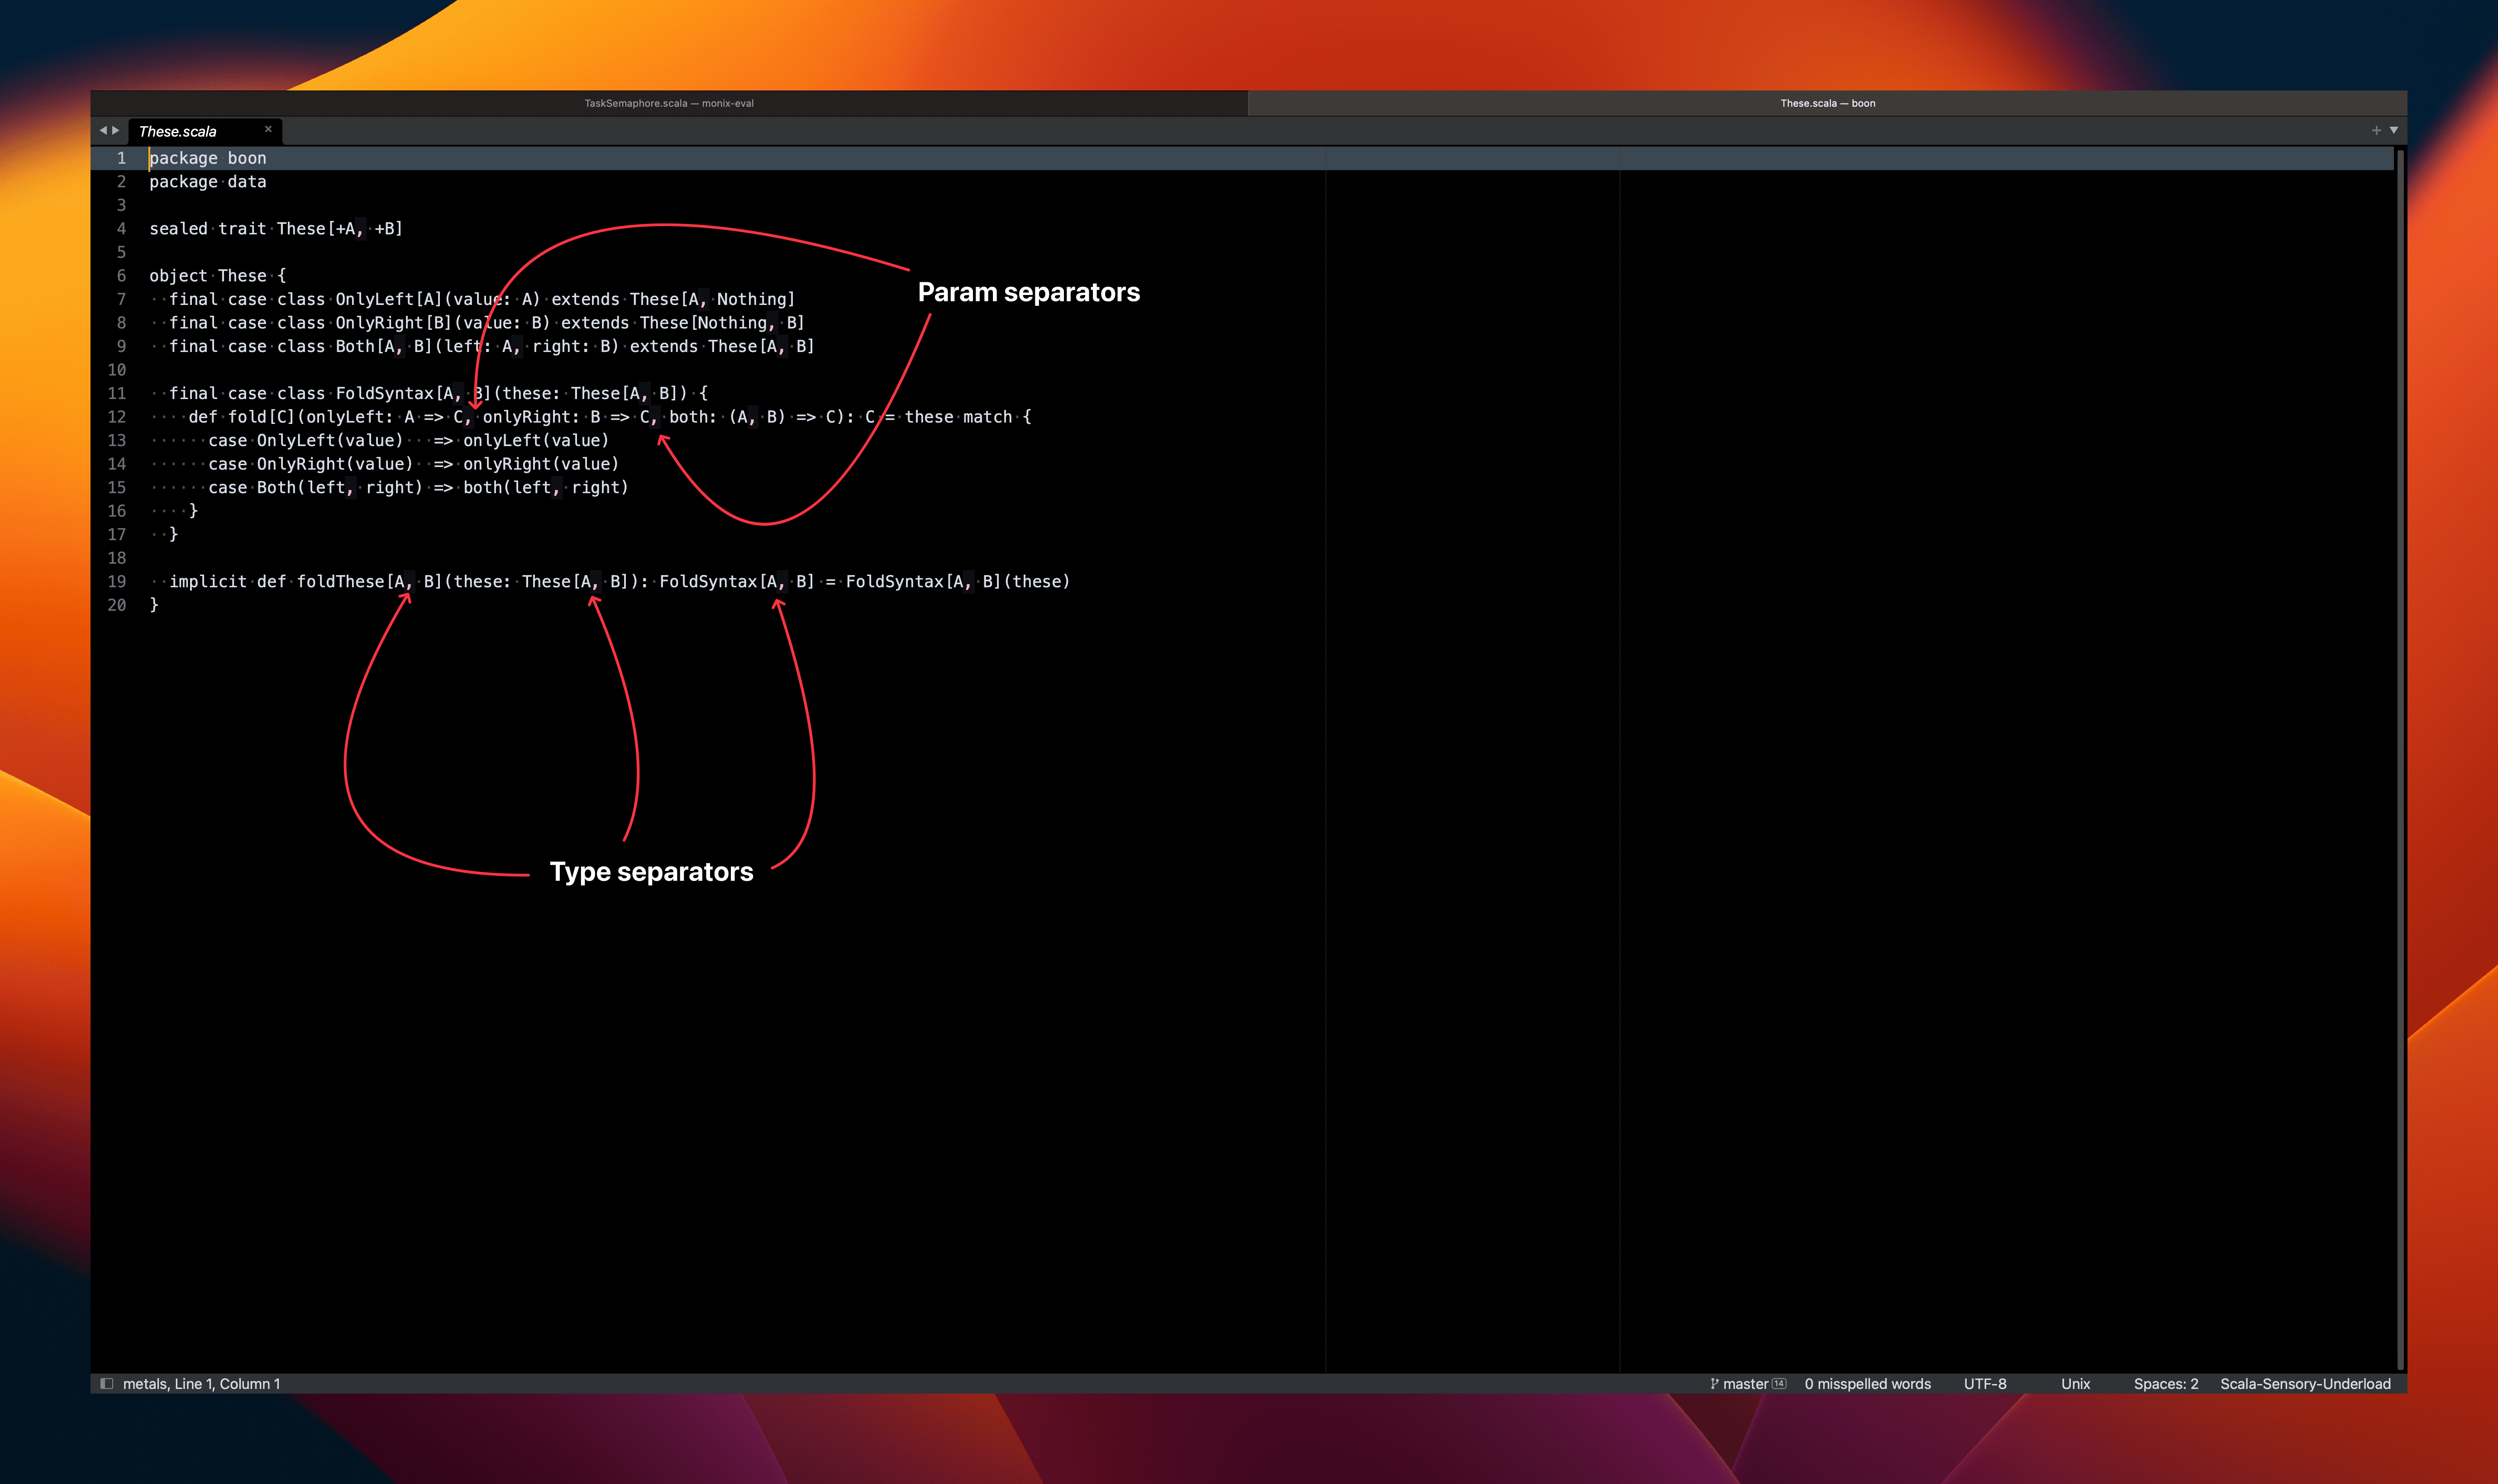 TaskSemaphore.scala — monix-eval
These.scala — boon
These.scala
1 package boon
2 package data
3
4 sealed trait These[+A, +B]
5
6 object These {
7   final case class OnlyLeft[A](value: A) extends These[A, Nothing]
8   final case class OnlyRight[B](value: B) extends These[Nothing, B]
9   final case class Both[A, B](left: A, right: B) extends These[A, B]
10
11   final case class FoldSyntax[A, B](these: These[A, B]) {
12     def fold[C](onlyLeft: A => C, onlyRight: B => C, both: (A, B) => C): C = these match {
13       case OnlyLeft(value)   => onlyLeft(value)
14       case OnlyRight(value)  => onlyRight(value)
15       case Both(left, right) => both(left, right)
16     }
17   }
18
19   implicit def foldThese[A, B](these: These[A, B]): FoldSyntax[A, B] = FoldSyntax[A, B](these)
20 }
Param separators
Type separators
metals, Line 1, Column 1
master 14
0 misspelled words
UTF-8
Unix
Spaces: 2
Scala-Sensory-Underload